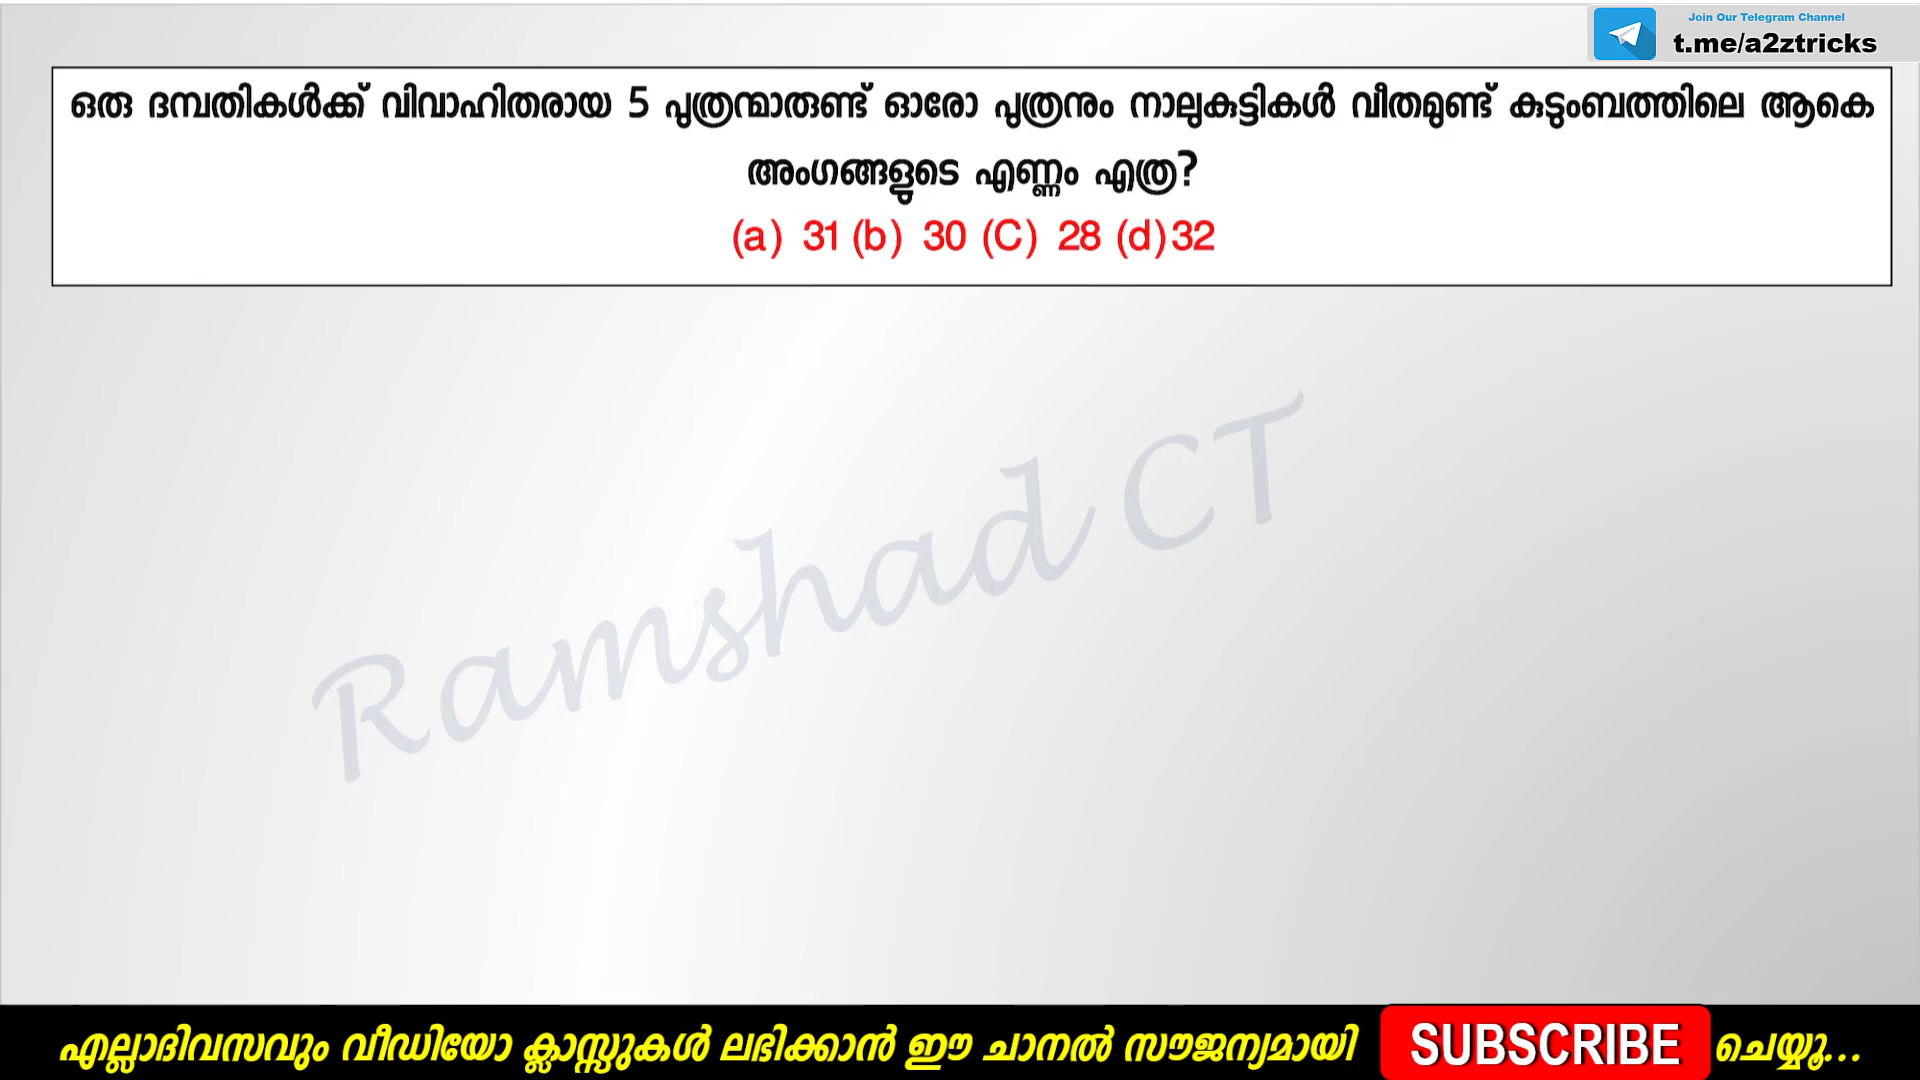 Join Our Telegram Channel
t.me/a2ztricks
ഒരു ദമ്പതികൾക്ക് വിവാഹിതരായ 5 പുത്രന്മാരുണ്ട് ഓരോ പുത്രനും നാലുകുട്ടികൾ വീതമുണ്ട് കുടുംബത്തിലെ ആകെ
അംഗങ്ങളുടെ എണ്ണം എത്ര?
(a) 31 (b) 30 (C) 28 (d)32
Ramshad CT
എല്ലാദിവസവും വീഡിയോ ക്ലാസ്സുകൾ ലഭിക്കാൻ ഈ ചാനൽ സൗജന്യമായി SUBSCRIBE ചെയ്യൂ...